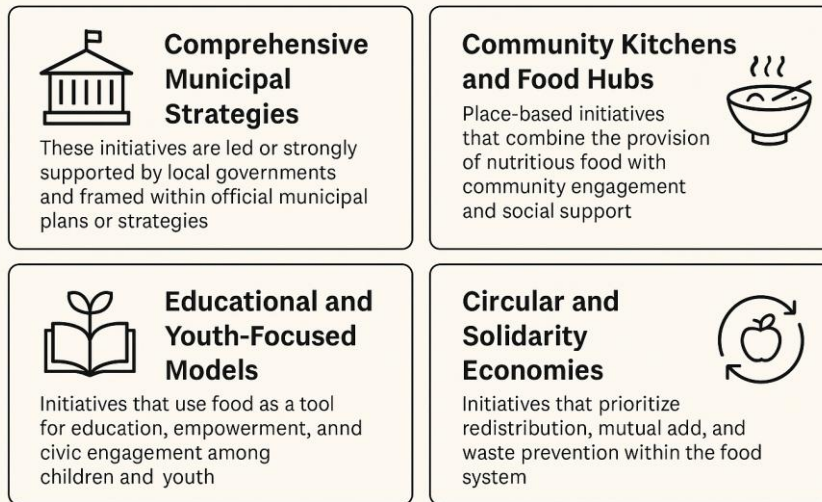 Comprehensive
Municipal
Strategies
These initiatives are led or strongly
supported by local governments
and framed within official municipal
plans or strategies
Community Kitchens
and Food Hubs
Place-based initiatives
that combine the provision
of nutritious food with
community engagement
and social support
Educational and
Youth-Focused
Models
Initiatives that use food as a tool
for education, empowerment, annd
civic engagement among
children and youth
Circular and
Solidarity
Economies
Initiatives that prioritize
redistribution, mutual add, and
waste prevention within the food
system